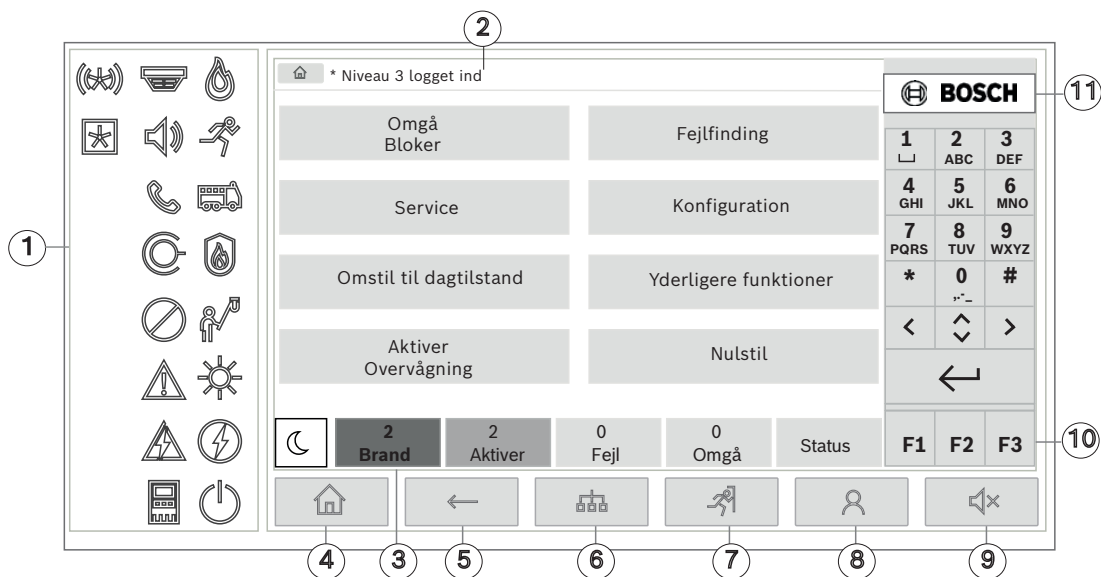 2
* Niveau 3 logget ind
BOSCH
11
Omgå
Bloker
Fejlfinding
1
2
ABC
3
DEF
Service
Konfiguration
4
GHI
5
JKL
6
MNO
1
7
PQRS
8
TUV
9
WXYZ
Omstil til dagtilstand
Yderligere funktioner
*
0
,.-_
#
<
>
Aktiver
Overvågning
Nulstil
2
Brand
2
Aktiver
0
Fejl
0
Omgå
Status
F1
F2
F3
10
4
3
5
6
7
8
9